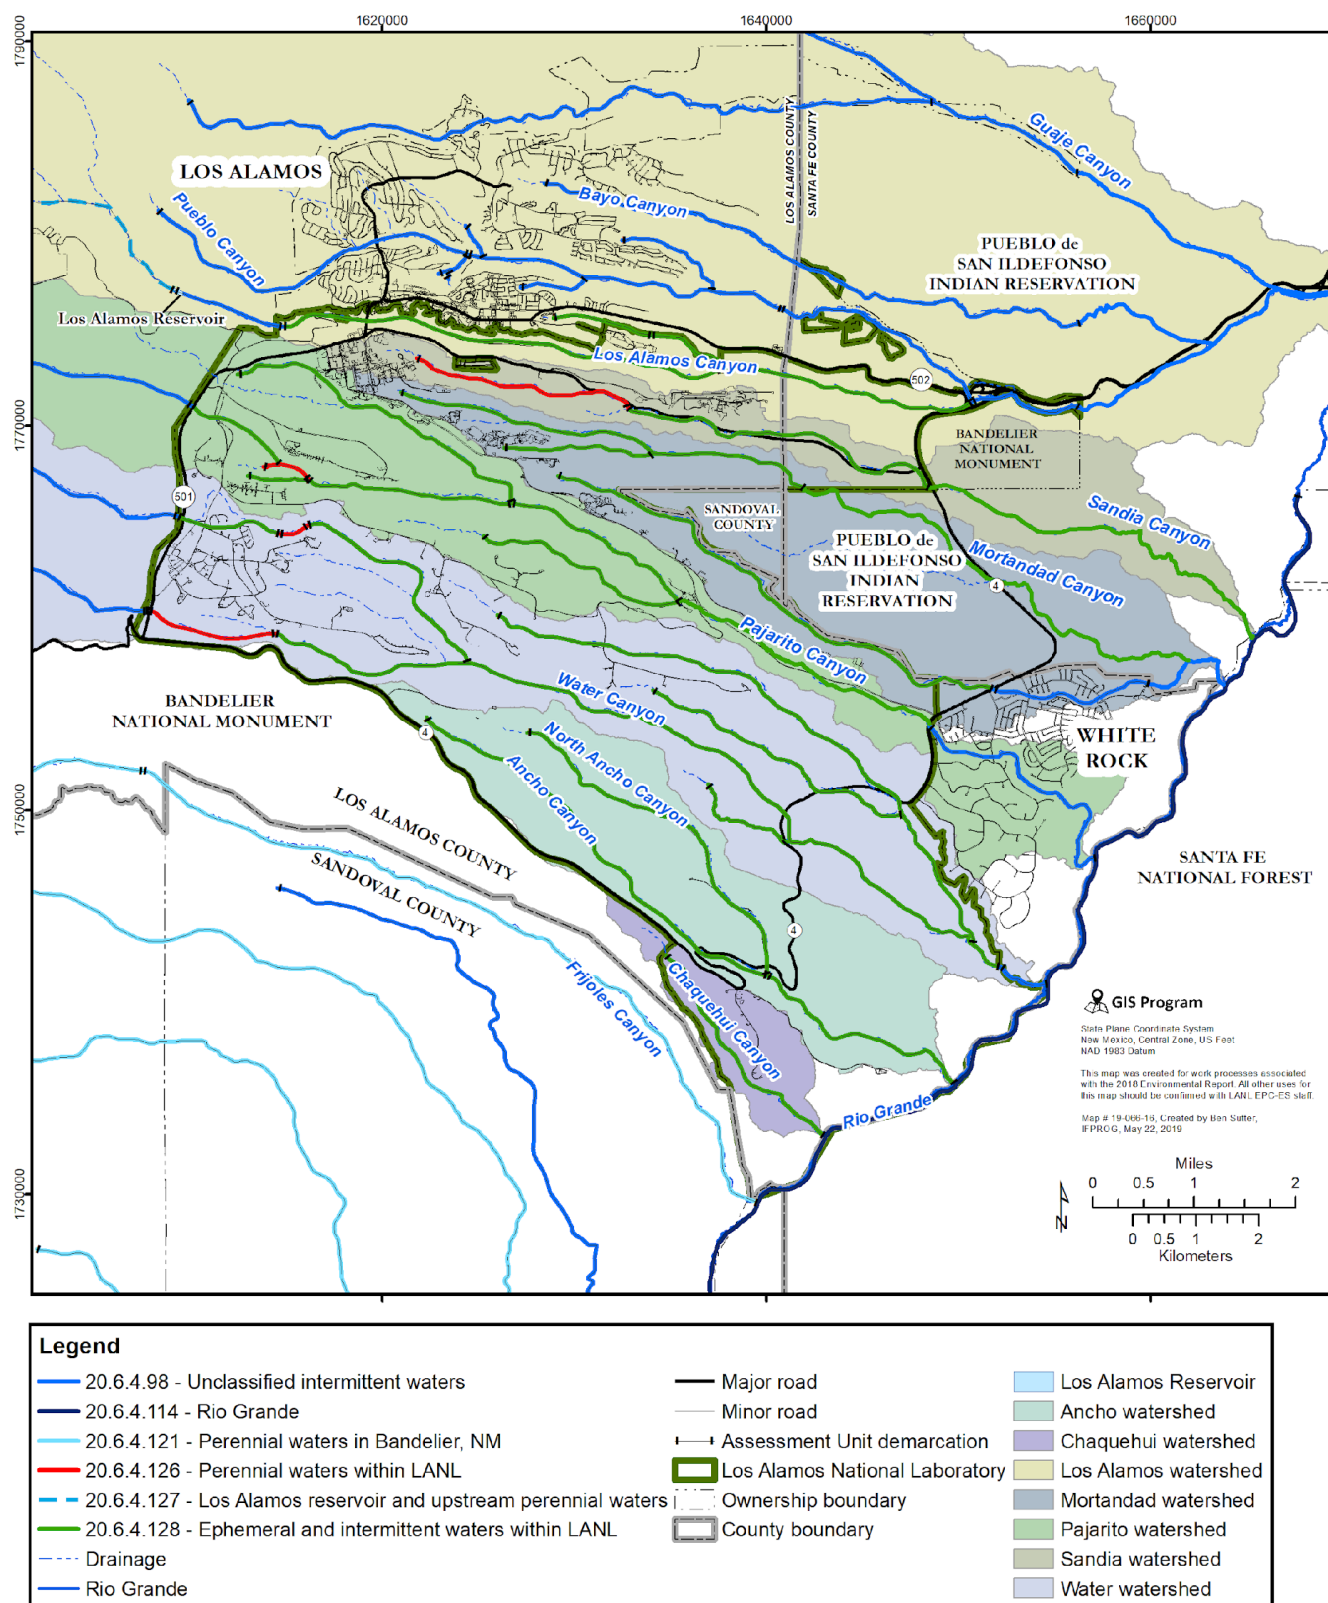 1620000
1640000
1660000
1790000
1770000
1750000
1730000
LOS ALAMOS
Pueblo Canyon
Bayo Canyon
Guaje Canyon
LOS ALAMOS COUNTY
SANTA FE COUNTY
PUEBLO de
SAN ILDEFONSO
INDIAN RESERVATION
Los Alamos Reservoir
Los Alamos Canyon
502
BANDELIER
NATIONAL
MONUMENT
501
SANDOVAL
COUNTY
Sandia Canyon
PUEBLO de
SAN ILDEFONSO
INDIAN
RESERVATION
Mortandad Canyon
4
Pajarito Canyon
BANDELIER
NATIONAL MONUMENT
Water Canyon
WHITE
ROCK
4
North Ancho Canyon
Ancho Canyon
LOS ALAMOS COUNTY
SANDOVAL COUNTY
SANTA FE
NATIONAL FOREST
4
Frijoles Canyon
Chaquehui Canyon
Rio Grande
GIS Program
State Plane Coordinate System
New Mexico, Central Zone, US Feet
NAD 1983 Datum
This map was created for work processes associated
with the 2018 Environmental Report. All other uses for
this map should be confirmed with LANL EPC-ES staff.
Map # 19-066-16, Created by Ben Sutter,
IFPROG, May 22, 2019
Miles
0 0.5 1 2
N
0 0.5 1 2
Kilometers
Legend
20.6.4.98 - Unclassified intermittent waters
20.6.4.114 - Rio Grande
20.6.4.121 - Perennial waters in Bandelier, NM
20.6.4.126 - Perennial waters within LANL
20.6.4.127 - Los Alamos reservoir and upstream perennial waters
20.6.4.128 - Ephemeral and intermittent waters within LANL
Drainage
Rio Grande
Major road
Minor road
Assessment Unit demarcation
Los Alamos National Laboratory
Ownership boundary
County boundary
Los Alamos Reservoir
Ancho watershed
Chaquehui watershed
Los Alamos watershed
Mortandad watershed
Pajarito watershed
Sandia watershed
Water watershed